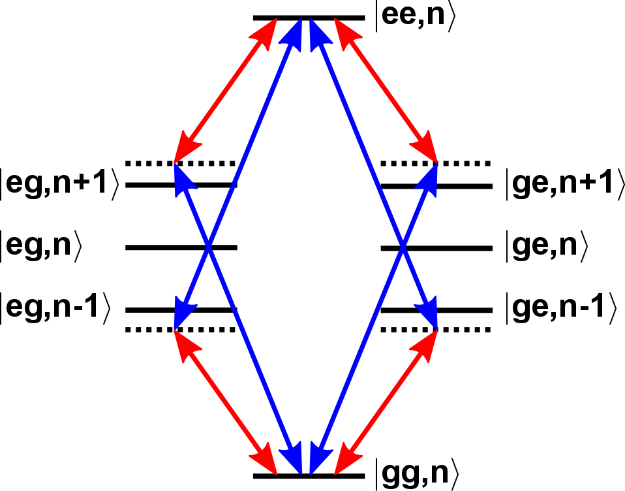 |ee,n⟩
|eg,n+1⟩ |ge,n+1⟩
|eg,n⟩ |ge,n⟩
|eg,n-1⟩ |ge,n-1⟩
|gg,n⟩